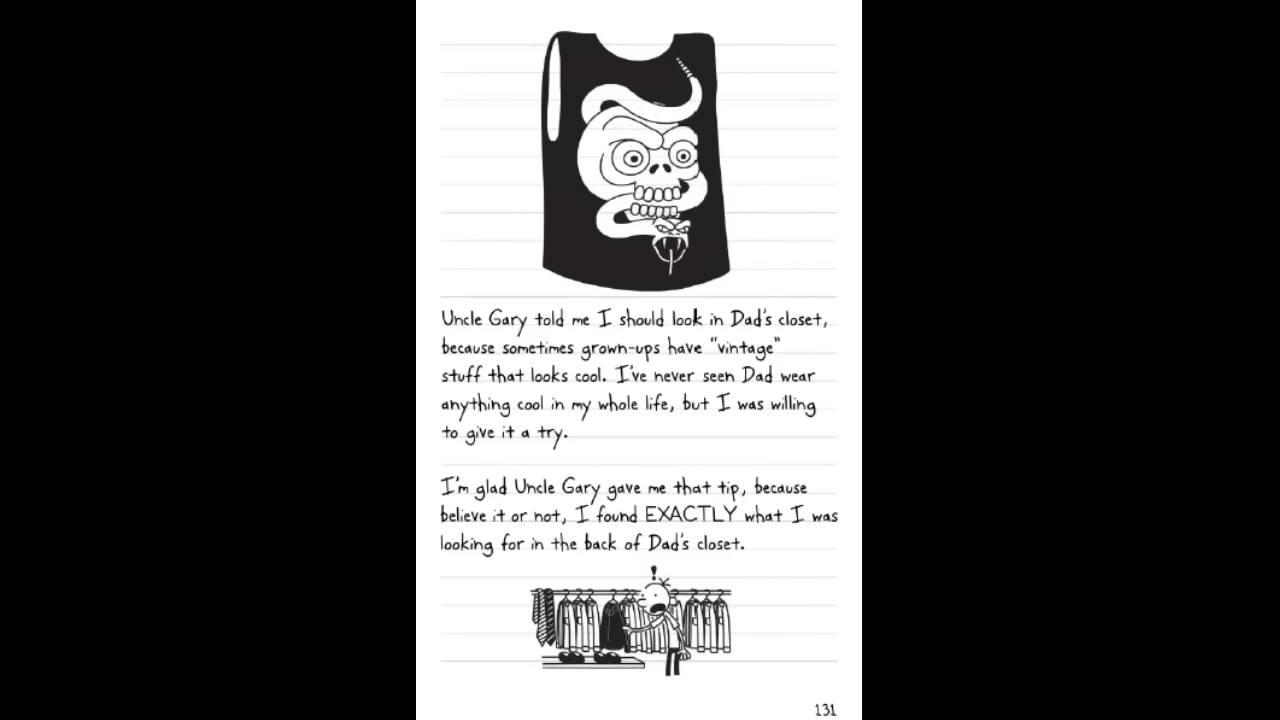 Uncle Gary told me I should look in Dad's closet,
because sometimes grown-ups have "vintage"
stuff that looks cool. I've never seen Dad wear
anything cool in my whole life, but I was willing
to give it a try.
I'm glad Uncle Gary gave me that tip, because
believe it or not, I found EXACTLY what I was
looking for in the back of Dad's closet.
!
131